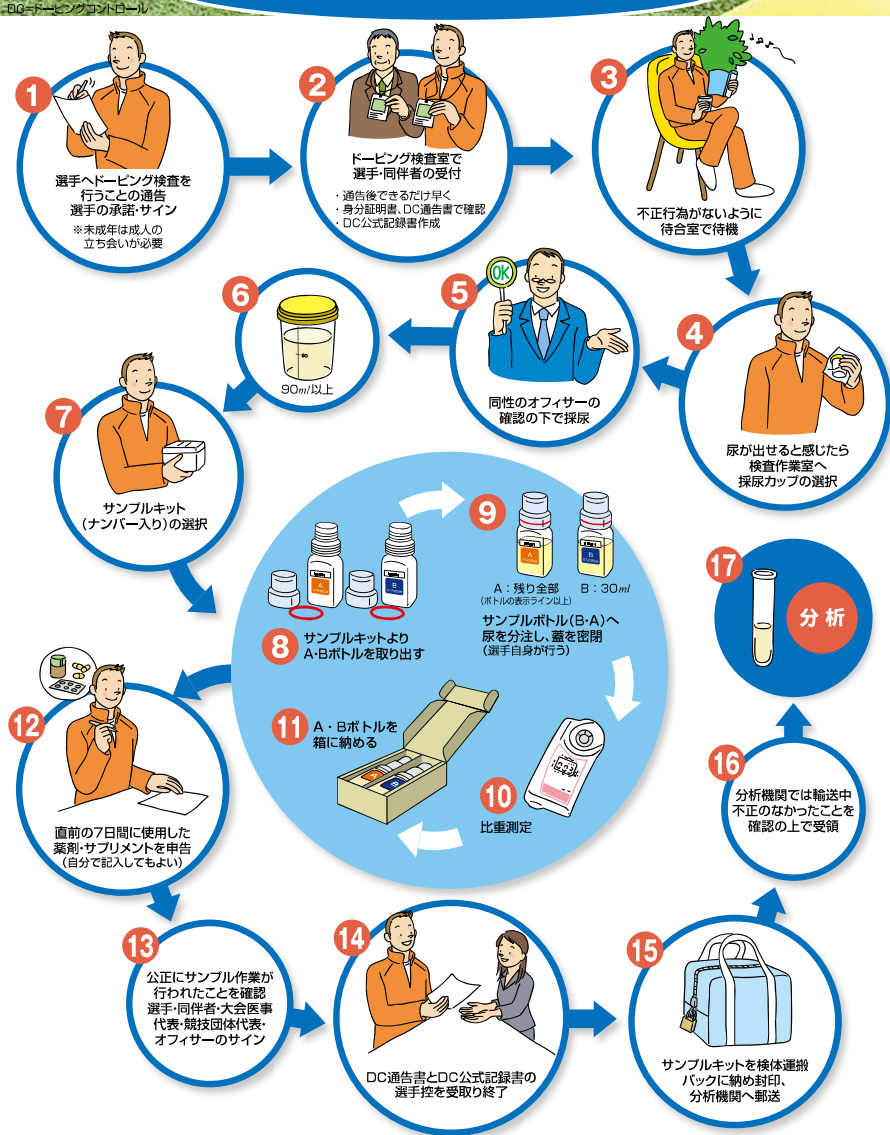 DC=ドーピングコントロール
1
選手へドーピング検査を
行うことの通告
選手の承諾・サイン
※未成年は成人の
立ち会いが必要
2
ドーピング検査室で
選手・同伴者の受付
・通告後できるだけ早く
・身分証明書、DC通告書で確認
・DC公式記録書作成
3
不正行為がないように
待合室で待機
4
尿が出せると感じたら
検査作業室へ
採尿カップの選択
5
OK
同性のオフィサーの
確認の下で採尿
6
90
90ml以上
7
サンプルキット
(ナンバー入り)の選択
8
A
B
サンプルキットより
A・Bボトルを取り出す
9
A
B
A:残り全部
(ボトルの表示ライン以上)
B:30ml
サンプルボトル(B・A)へ
尿を分注し、蓋を密閉
(選手自身が行う)
10
比重測定
11
A・Bボトルを
箱に納める
A
B
12
直前の7日間に使用した
薬剤・サプリメントを申告
(自分で記入してもよい)
13
公正にサンプル作業が
行われたことを確認
選手・同伴者・大会医事
代表・競技団体代表・
オフィサーのサイン
14
DC通告書とDC公式記録書の
選手控を受取り終了
15
サンプルキットを検体運搬
バックに納め封印、
分析機関へ郵送
16
分析機関では輸送中
不正のなかったことを
確認の上で受領
17
分析